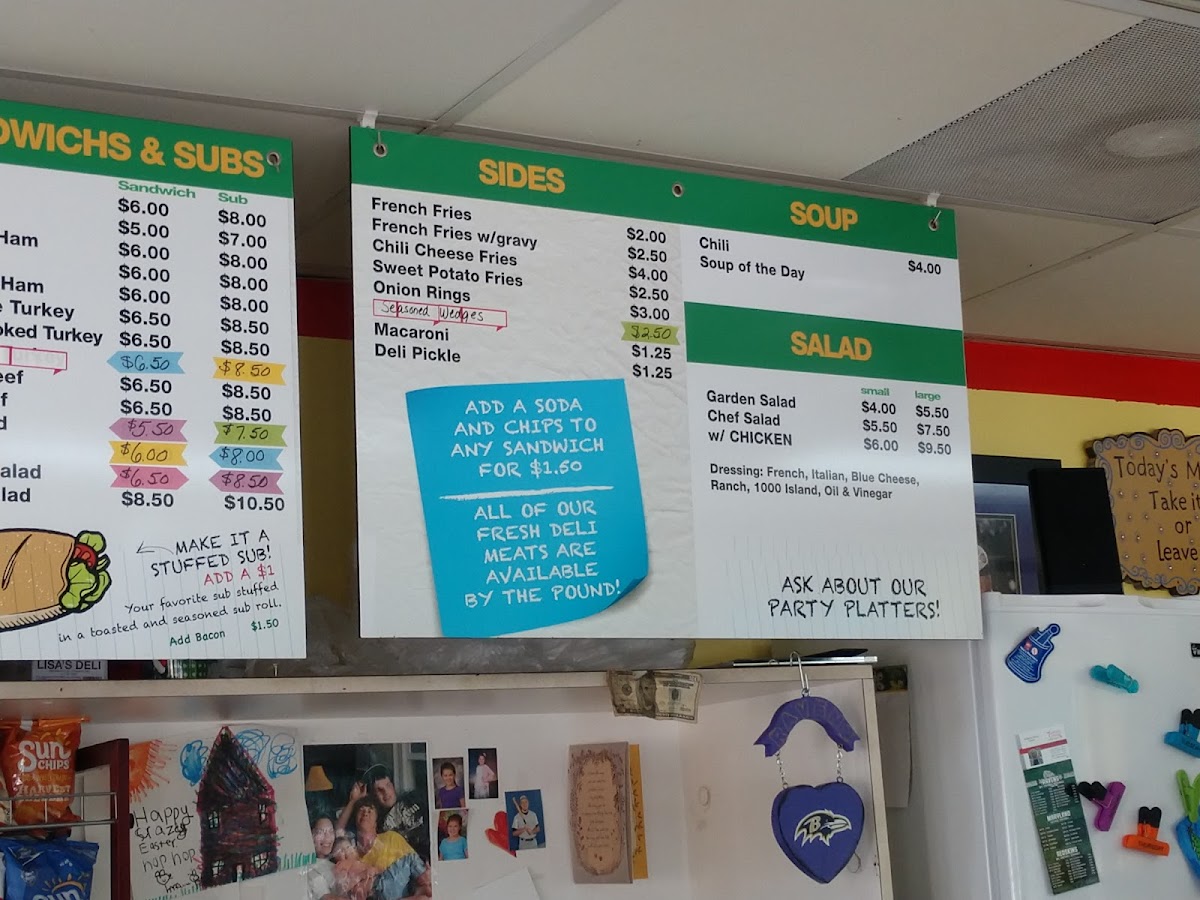 DWICHS & SUBS
Sandwich Sub
$6.00 $8.00
$5.00 $7.00
Ham $6.00 $8.00
$6.00 $8.00
Ham $6.00 $8.00
Turkey $6.50 $8.50
oked Turkey $6.50 $8.50
$6.50 $8.50
eef $6.50 $8.50
f $6.50 $8.50
d $5.50 $7.50
$6.00 $8.00
alad $6.50 $8.50
lad $8.50 $10.50
MAKE IT A
STUFFED SUB!
ADD A $1
Your favorite sub stuffed
in a toasted and seasoned sub roll.
Add Bacon $1.50
SIDES
French Fries $2.00
French Fries w/gravy $2.50
Chili Cheese Fries $4.00
Sweet Potato Fries $2.50
Onion Rings $3.00
Seasoned Wedges $2.50
Macaroni $1.25
Deli Pickle $1.25
ADD A SODA
AND CHIPS TO
ANY SANDWICH
FOR $1.50
ALL OF OUR
FRESH DELI
MEATS ARE
AVAILABLE
BY THE POUND!
SOUP
Chili $4.00
Soup of the Day
SALAD
small large
Garden Salad $4.00 $5.50
Chef Salad $5.50 $7.50
w/ CHICKEN $6.00 $9.50
Dressing: French, Italian, Blue Cheese,
Ranch, 1000 Island, Oil & Vinegar
ASK ABOUT OUR
PARTY PLATTERS!
Today's M
Take it
or
leave
LISA'S DELI
Sun
CHIPS
HARVEST
Sun
Happy
Crazy
Easter
hop hop
RAVENS
B